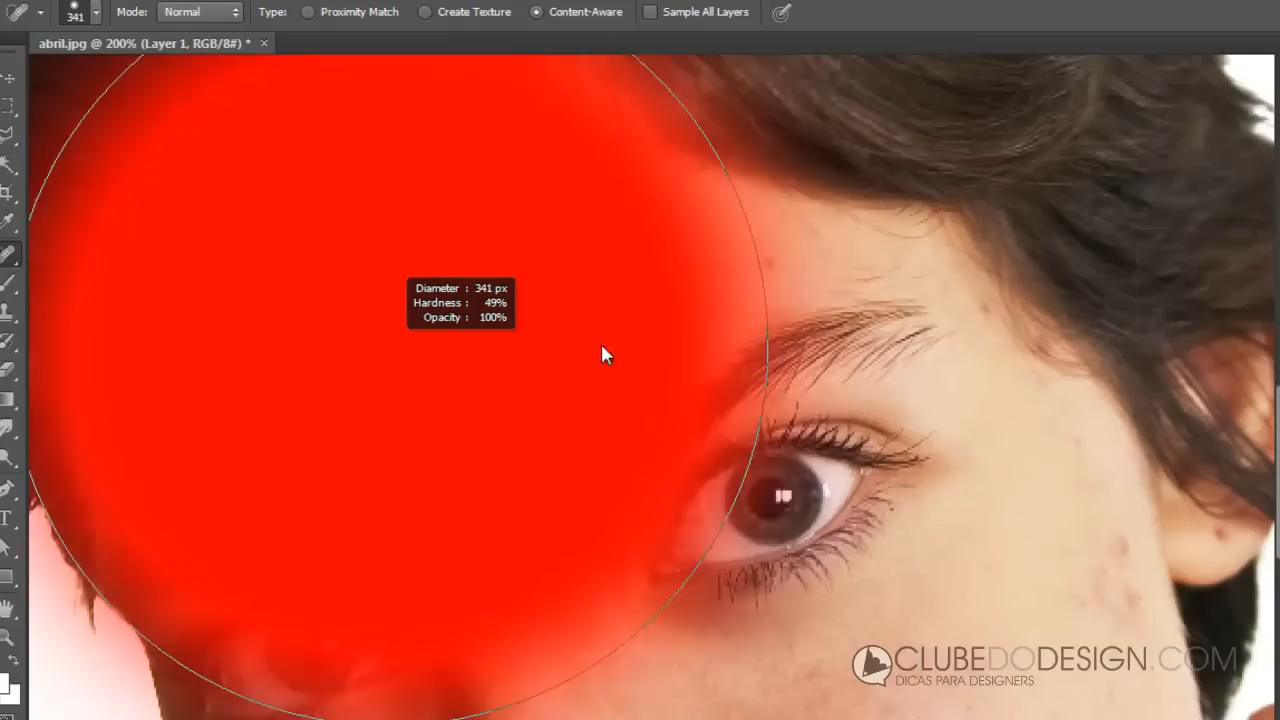 341
Mode: Normal Type: Proximity Match Create Texture Content-Aware Sample All Layers
abril.jpg @ 200% (Layer 1, RGB/8#) * ×
Diameter : 341 px
Hardness : 49%
Opacity : 100%
T
CLUBEDODESIGN.COM
DICAS PARA DESIGNERS